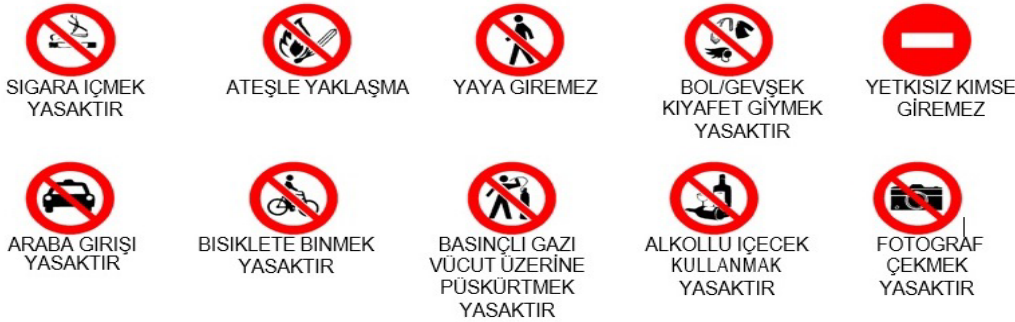 SIGARA IÇMEK
YASAKTIR
ATEŞLE YAKLAŞMA
YAYA GIREMEZ
BOL/GEVŞEK
KIYAFET GİYMEK
YASAKTIR
YETKISIZ KIMSE
GİREMEZ
ARABA GIRIŞI
YASAKTIR
BISIKLETE BINMEK
YASAKTIR
BASINÇLI GAZI
VÜCUT ÜZERİNE
PÜSKÜRTMEK
YASAKTIR
ALKOLLU IÇECEK
KULLANMAK
YASAKTIR
FOTOGRAF
ÇEKMEK
YASAKTIR